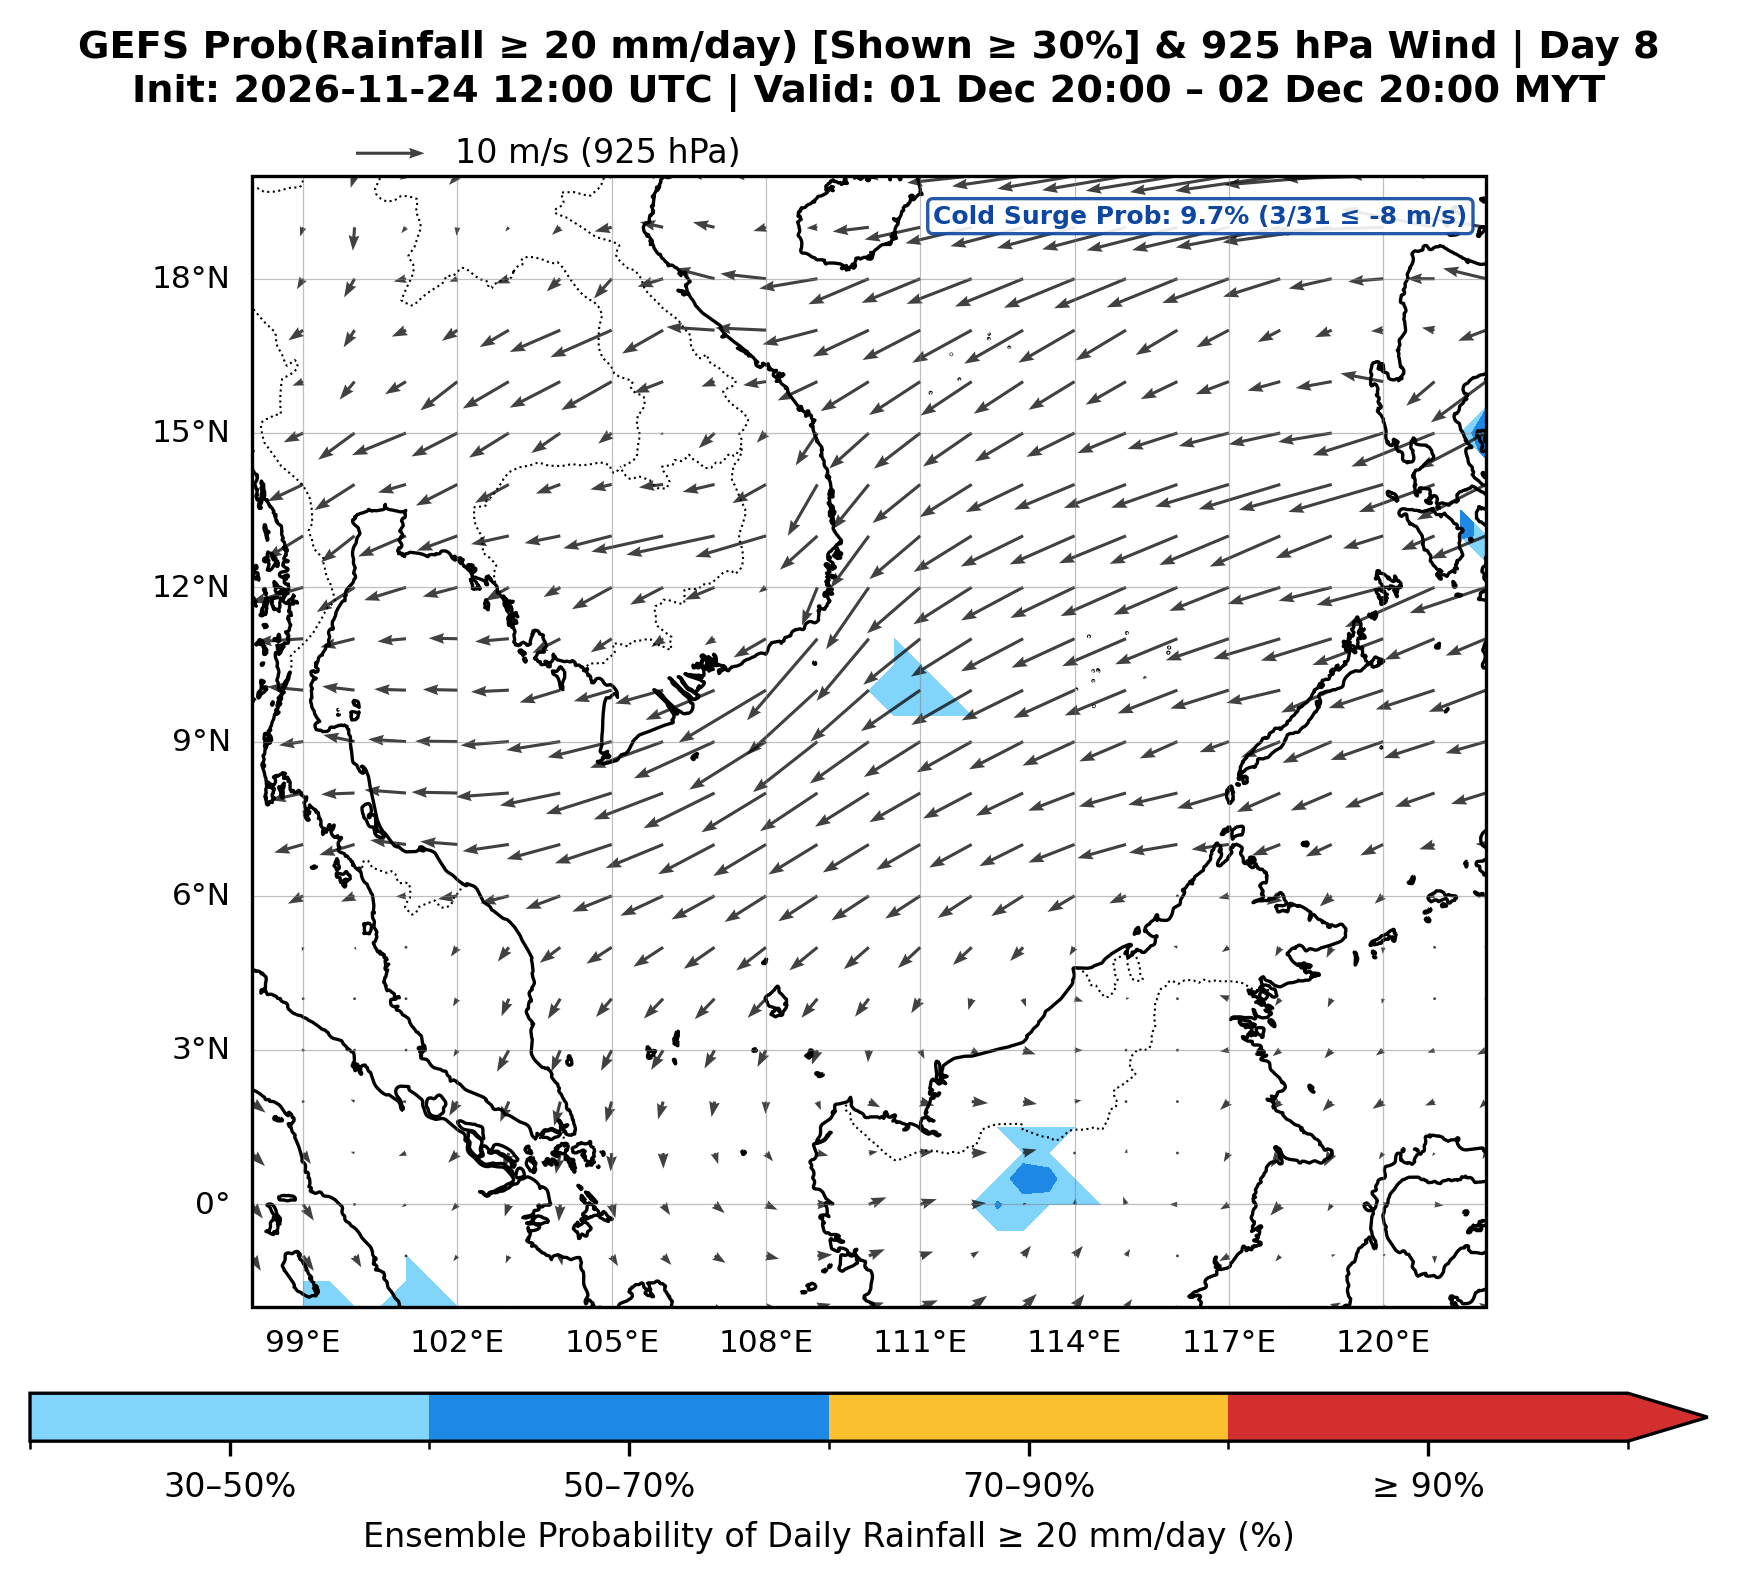 GEFS Prob(Rainfall ≥ 20 mm/day) [Shown ≥ 30%] & 925 hPa Wind | Day 8
Init: 2026-11-24 12:00 UTC | Valid: 01 Dec 20:00 – 02 Dec 20:00 MYT
10 m/s (925 hPa)
Cold Surge Prob: 9.7% (3/31 ≤ -8 m/s)
18°N
15°N
12°N
9°N
6°N
3°N
0°
99°E 102°E 105°E 108°E 111°E 114°E 117°E 120°E
30–50% 50–70% 70–90% ≥ 90%
Ensemble Probability of Daily Rainfall ≥ 20 mm/day (%)